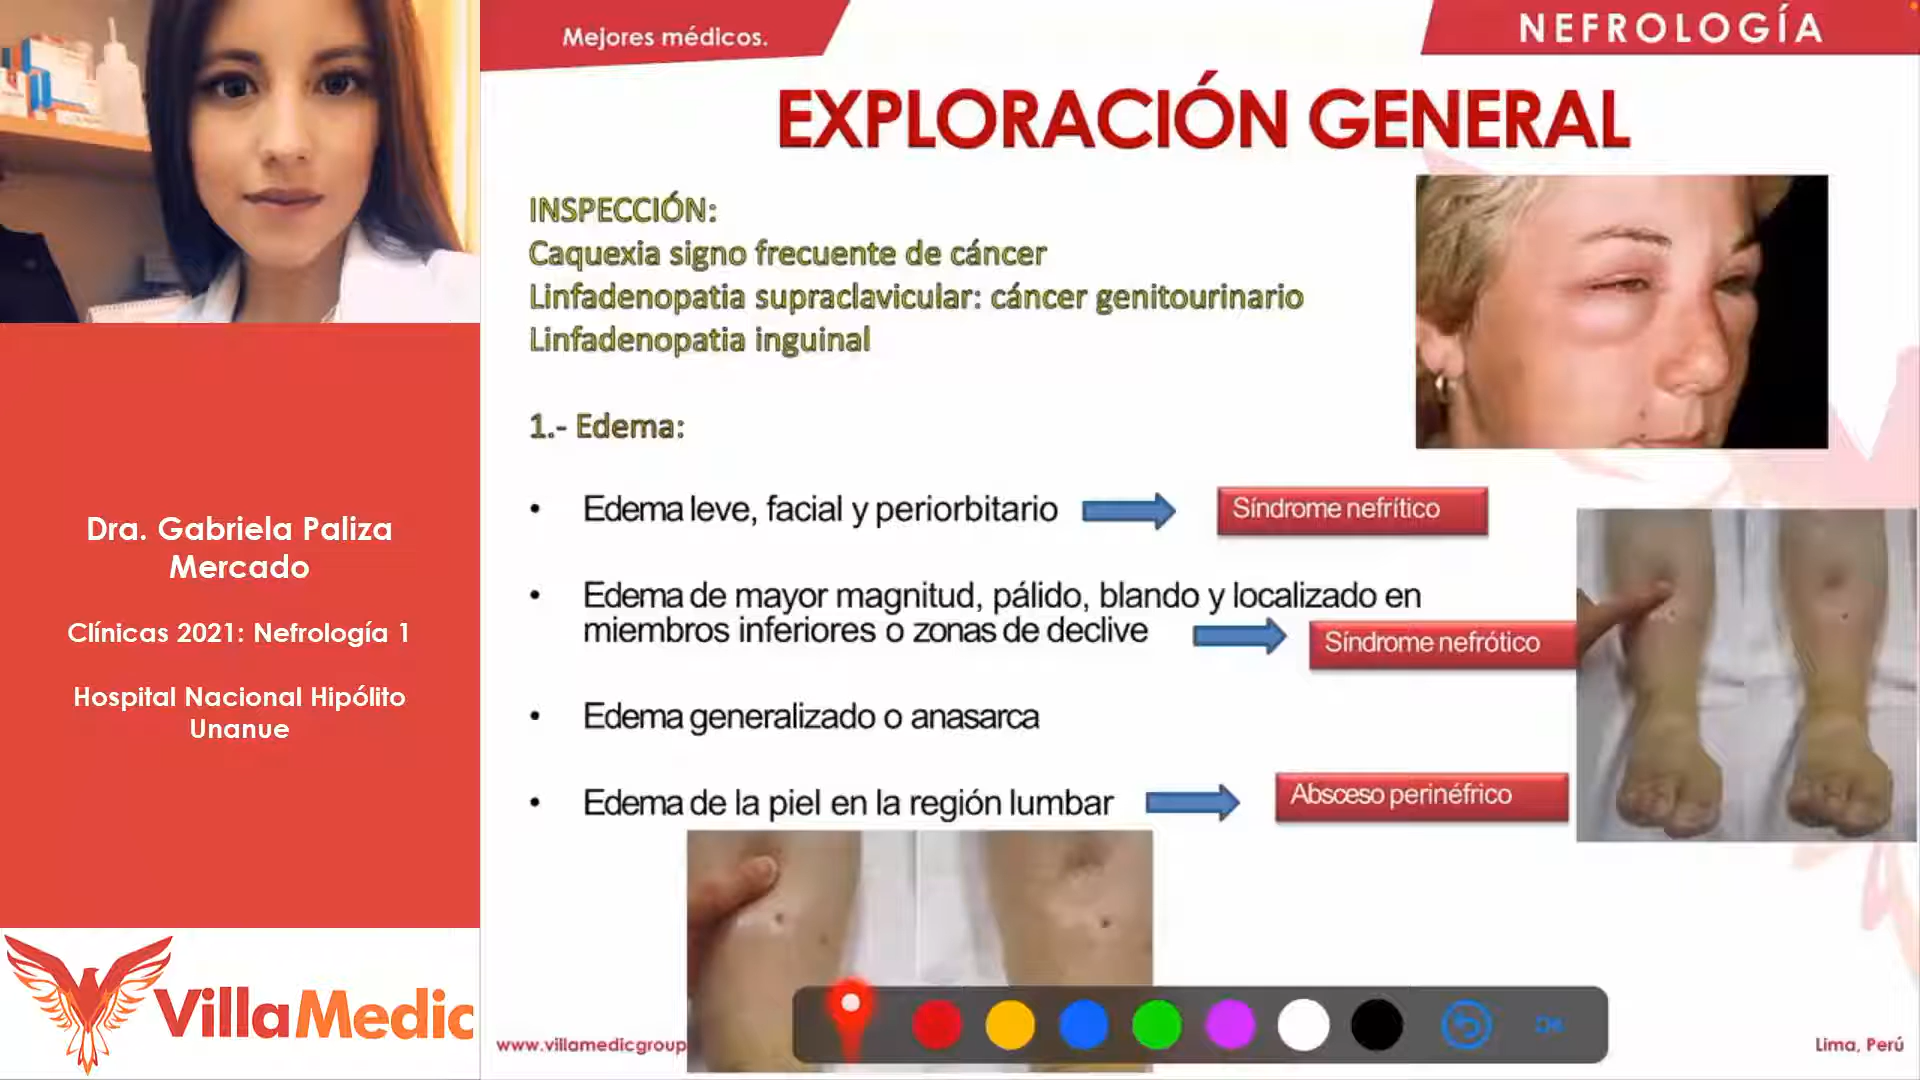 Mejores médicos.
NEFROLOGÍA
EXPLORACIÓN GENERAL
INSPECCIÓN:
Caquexia signo frecuente de cáncer
Linfadenopatia supraclavicular: cáncer genitourinario
Linfadenopatia inguinal
1.- Edema:
• Edema leve, facial y periorbitario
Síndrome nefrítico
• Edema de mayor magnitud, pálido, blando y localizado en
miembros inferiores o zonas de declive
Síndrome nefrótico
• Edema generalizado o anasarca
• Edema de la piel en la región lumbar
Absceso perinéfrico
Dra. Gabriela Paliza
Mercado
Clínicas 2021: Nefrología 1
Hospital Nacional Hipólito
Unanue
VillaMedic
www.villamedicgroup
Lima, Perú